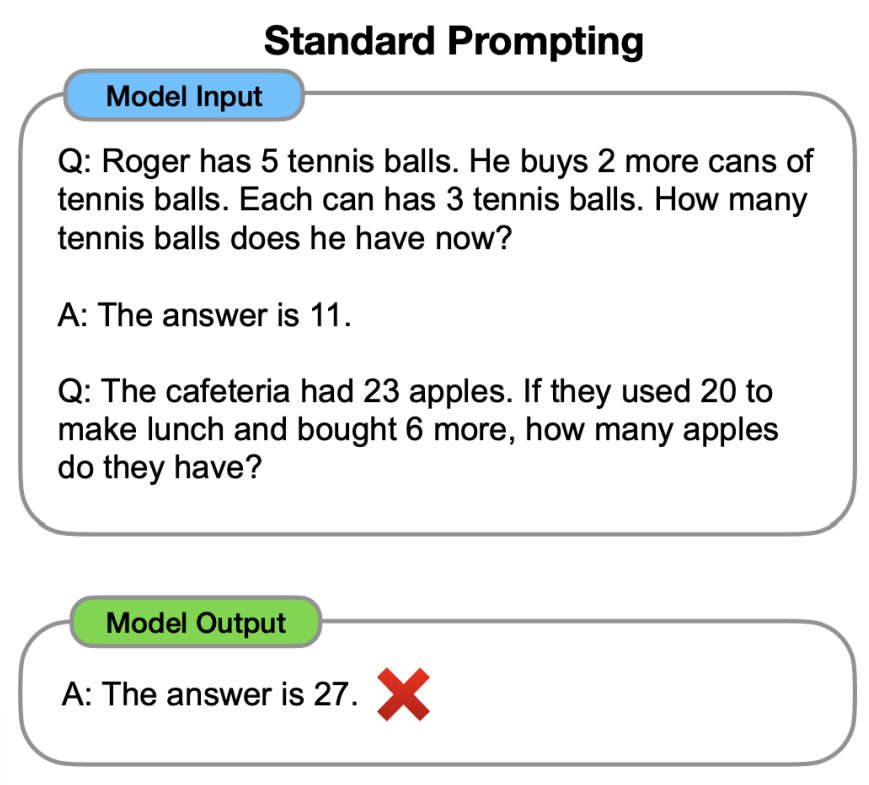 Standard Prompting
Model Input
Q: Roger has 5 tennis balls. He buys 2 more cans of
tennis balls. Each can has 3 tennis balls. How many
tennis balls does he have now?
A: The answer is 11.
Q: The cafeteria had 23 apples. If they used 20 to
make lunch and bought 6 more, how many apples
do they have?
Model Output
A: The answer is 27.